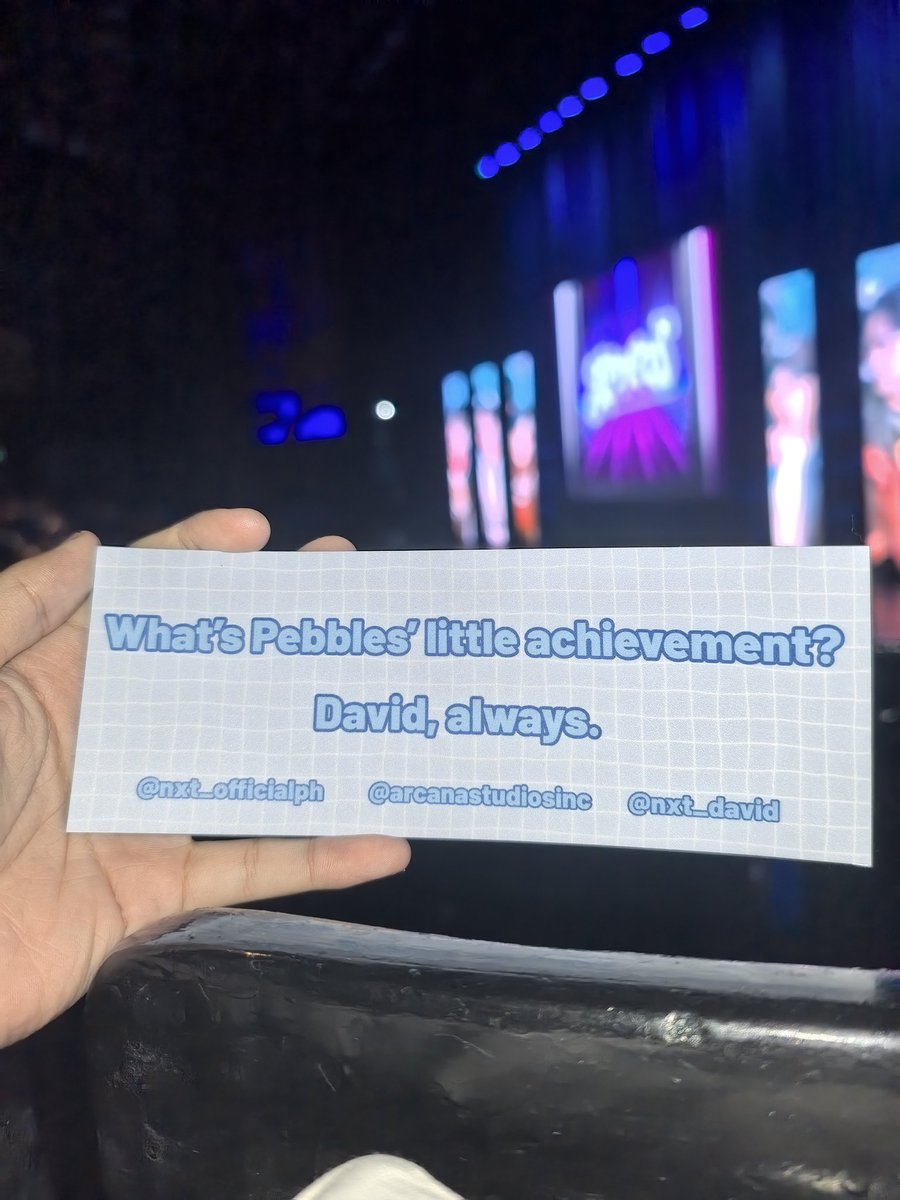 What's Pebbles' little achievement?
David, always.
@nxt_officialph @arcanastudiosinc @nxt_david